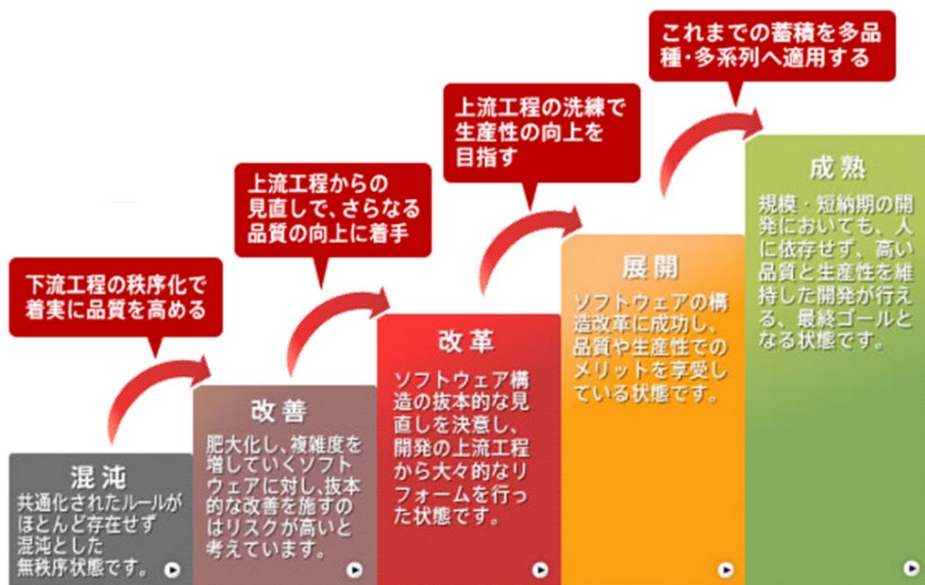 下流工程の秩序化で
着実に品質を高める
上流工程からの
見直しで、さらなる
品質の向上に着手
上流工程の洗練で
生産性の向上を
目指す
これまでの蓄積を多品
種・多系列へ適用する
混沌
共通化されたルールが
ほとんど存在せず
混沌とした
無秩序状態です。
改善
肥大化し、複雑度を
増していくソフト
ウェアに対し、抜本
的な改善を施すの
はリスクが高いと
考えています。
改革
ソフトウェア構
造の抜本的な見
直しを決意し、
開発の上流工程
から大々的なリ
フォームを行っ
た状態です。
展開
ソフトウェアの構
造改革に成功し、
品質や生産性での
メリットを享受し
ている状態です。
成熟
規模・短納期の開
発においても、人
に依存せず、高い
品質と生産性を維
持した開発が行え
る、最終ゴールと
なる状態です。